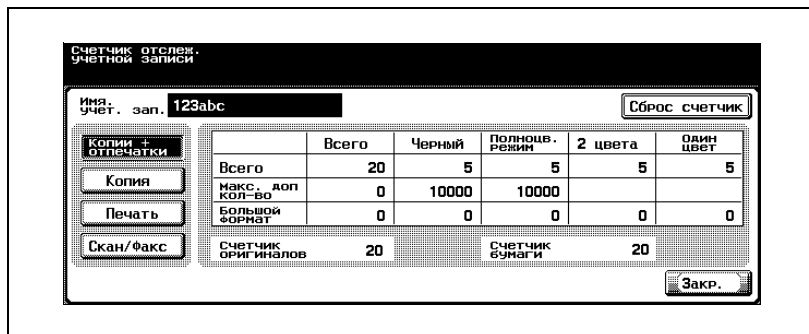 Счетчик отслеж.
учетной записи
Имя.
учет. зап. 123abc
Сброс счетчик
Копии +
отпечатки
Копия
Печать
Скан/Факс
Всего Черный Полноцв. режим 2 цвета Один цвет
Всего 20 5 5 5 5
Макс. доп кол-во 0 10000 10000
Большой формат 0 0 0 0 0
Счетчик оригиналов 20 Счетчик бумаги 20
Закр.